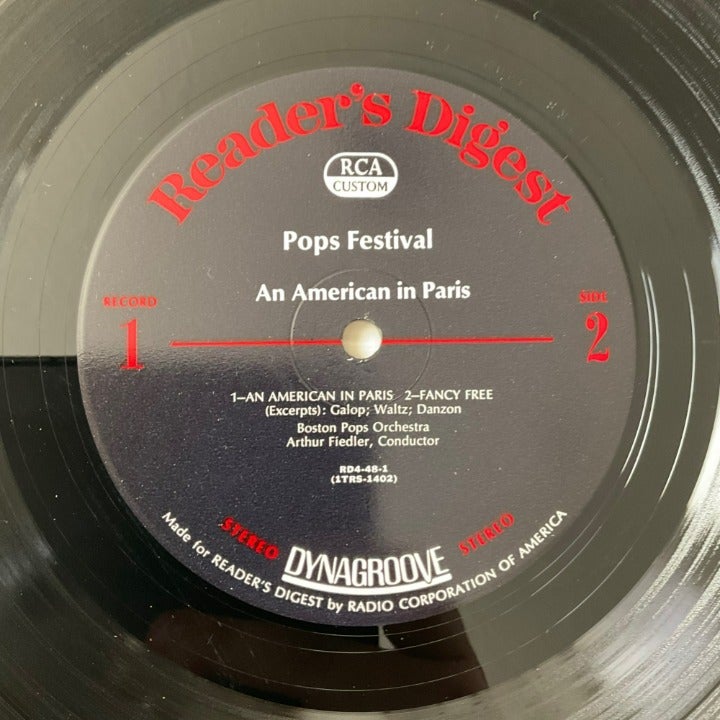 Reader's Digest
RCA
CUSTOM
Pops Festival
An American in Paris
RECORD
1
SIDE
2
1–AN AMERICAN IN PARIS 2–FANCY FREE
(Excerpts): Galop; Waltz; Danzon
Boston Pops Orchestra
Arthur Fiedler, Conductor
RD4-48-1
(1TRS-1402)
STEREO
DYNAGROOVE
STEREO
Made for READER'S DIGEST by RADIO CORPORATION OF AMERICA